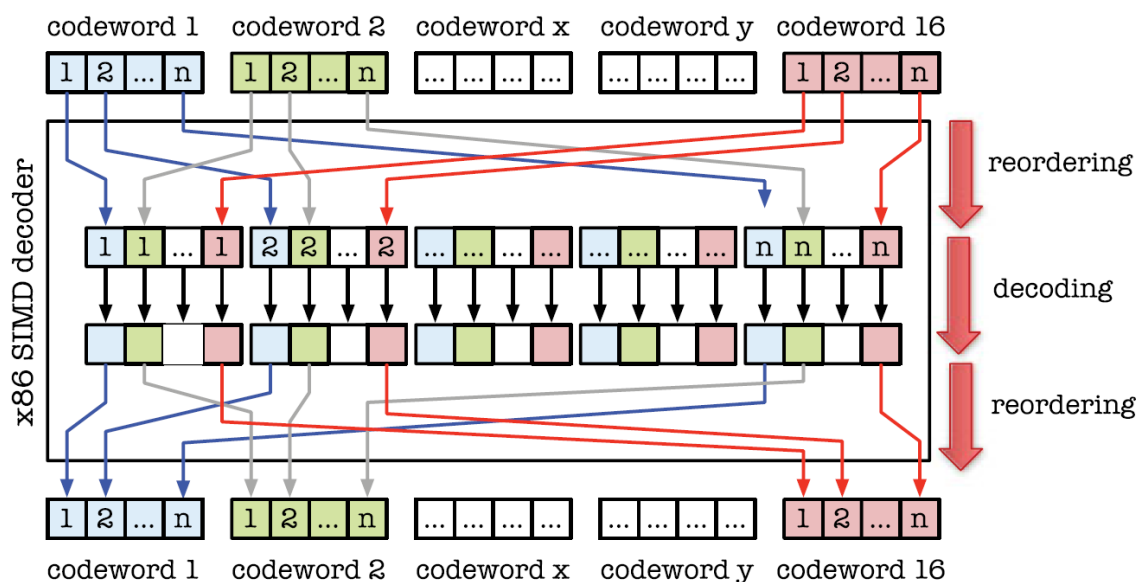 codeword 1 codeword 2 codeword x codeword y codeword 16
1 2 ... n 1 2 ... n ... ... ... ... ... ... ... ... 1 2 ... n
reordering
x86 SIMD decoder
1 1 ... 1 2 2 ... 2 ... ... ... ... ... ... ... ... n n ... n
decoding
reordering
1 2 ... n 1 2 ... n ... ... ... ... ... ... ... ... 1 2 ... n
codeword 1 codeword 2 codeword x codeword y codeword 16